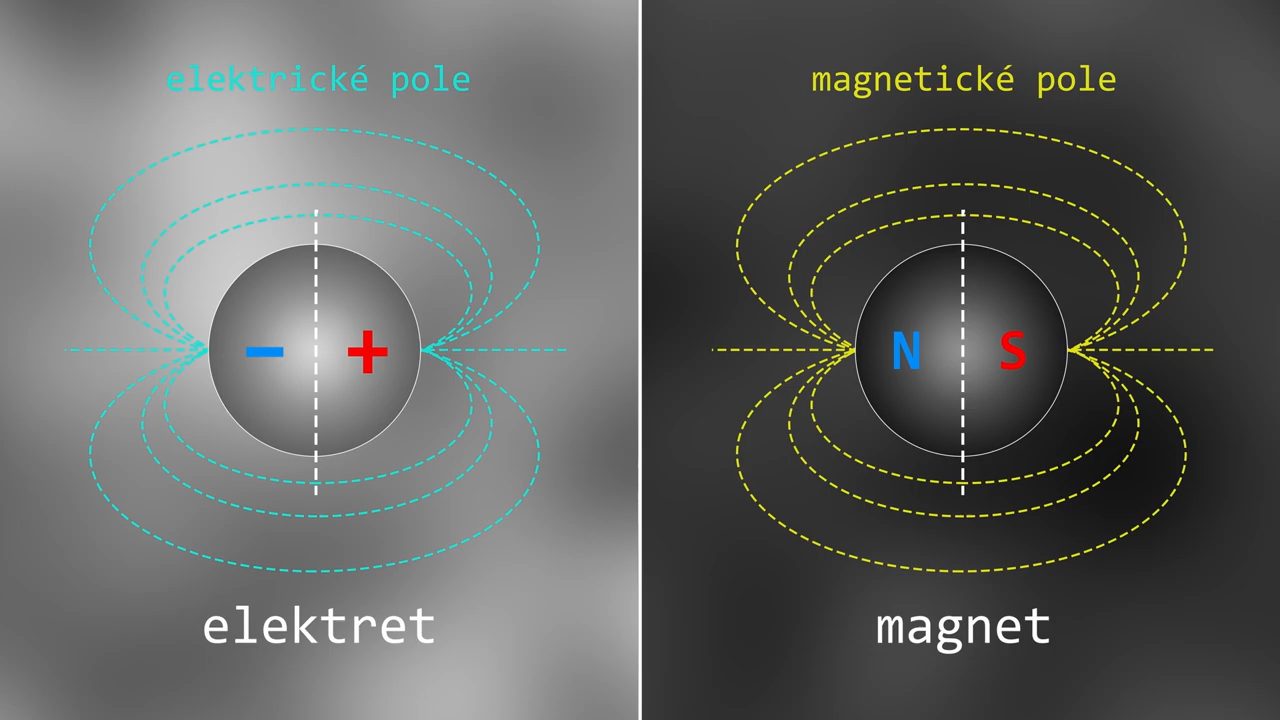 elektrické pole
− +
elektret
magnetické pole
N S
magnet